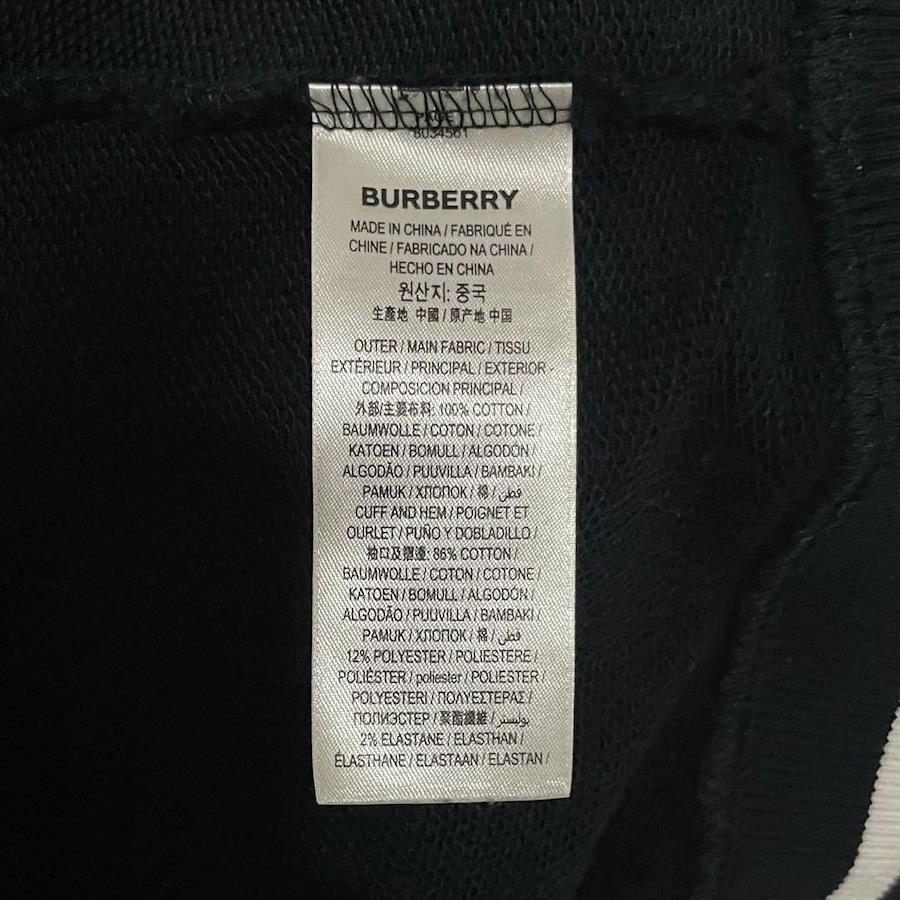 8034561
BURBERRY
MADE IN CHINA / FABRIQUÉ EN
CHINE / FABRICADO NA CHINA /
HECHO EN CHINA
원산지: 중국
生產地 中國 / 原产地 中国
OUTER / MAIN FABRIC / TISSU
EXTÉRIEUR / PRINCIPAL / EXTERIOR -
COMPOSICION PRINCIPAL /
外部/主要布料: 100% COTTON /
BAUMWOLLE / COTON / COTONE /
KATOEN / BOMULL / ALGODÓN /
ALGODÃO / PUUVILLA / BAMBAKI /
PAMUK / ХЛОПОК / 棉 / قطن /
CUFF AND HEM / POIGNET ET
OURLET / PUÑO Y DOBLADILLO /
袖口及摺邊: 86% COTTON /
BAUMWOLLE / COTON / COTONE /
KATOEN / BOMULL / ALGODÓN /
ALGODÃO / PUUVILLA / BAMBAKI /
PAMUK / ХЛОПОК / 棉 / قطن /
12% POLYESTER / POLIESTERE /
POLIÉSTER / poliester / POLIESTER /
POLYESTERI / ΠΟΛΥΕΣΤΕΡΑΣ /
ПОЛИЭСТЕР / 聚酯纖維 / بوليستر /
2% ELASTANE / ELASTHAN /
ÉLASTHANE / ELASTAAN / ELASTAN /